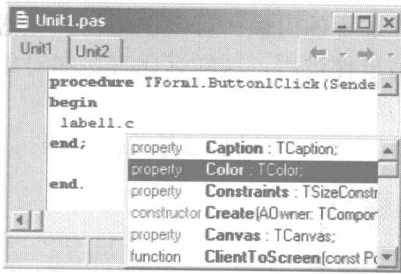 Unit1.pas
Unit1 Unit2
procedure TForm1.Button1Click(Sende
begin
label1.c
end;
property Caption : TCaption;
property Color : TColor;
property Constraints : TSizeConstr
constructor Create(AOwner: TCompor
end.
property Canvas : TCanvas;
function ClientToScreen(const Po